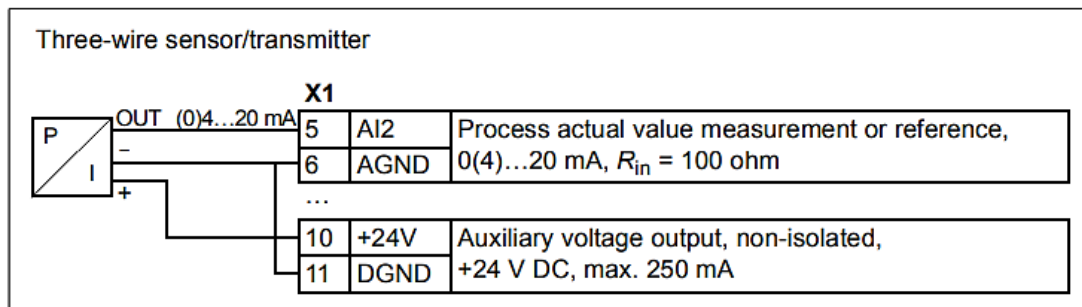 Three-wire sensor/transmitter
X1
OUT (0)4…20 mA
P
I
–
+
5 AI2 Process actual value measurement or reference,
6 AGND 0(4)…20 mA, Rin = 100 ohm
…
10 +24V Auxiliary voltage output, non-isolated,
11 DGND +24 V DC, max. 250 mA